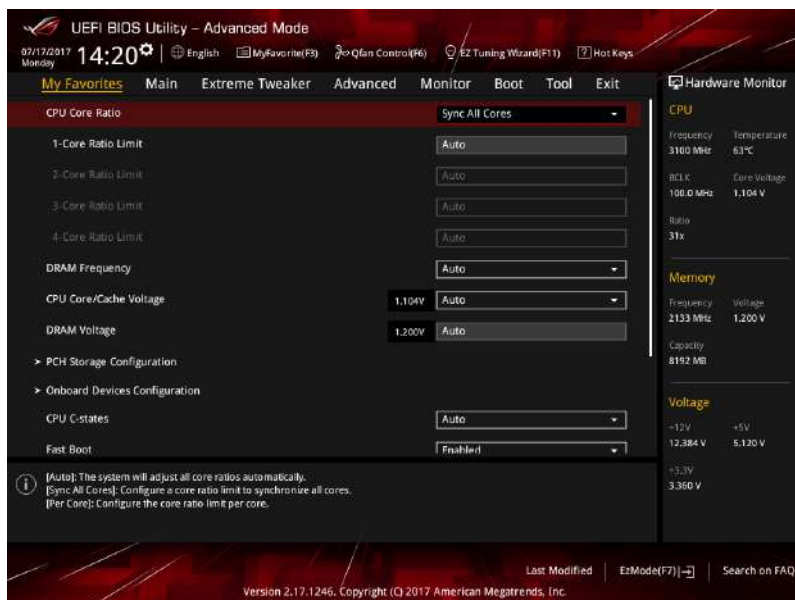 UEFI BIOS Utility – Advanced Mode
07/17/2017
Monday
14:20
English
MyFavorite(F3)
Qfan Control(F6)
EZ Tuning Wizard(F11)
Hot Keys
My Favorites
Main
Extreme Tweaker
Advanced
Monitor
Boot
Tool
Exit
CPU Core Ratio
Sync All Cores
1-Core Ratio Limit
Auto
2-Core Ratio Limit
Auto
3-Core Ratio Limit
Auto
4-Core Ratio Limit
Auto
DRAM Frequency
Auto
CPU Core/Cache Voltage
1.104V
Auto
DRAM Voltage
1.200V
Auto
> PCH Storage Configuration
> Onboard Devices Configuration
CPU C-states
Auto
Fast Boot
Enabled
[Auto]: The system will adjust all core ratios automatically.
[Sync All Cores]: Configure a core ratio limit to synchronize all cores.
[Per Core]: Configure the core ratio limit per core.
Hardware Monitor
CPU
Frequency Temperature
3100 MHz 63°C
BCLK Core Voltage
100.0 MHz 1.104 V
Ratio
31x
Memory
Frequency Voltage
2133 MHz 1.200 V
Capacity
8192 MB
Voltage
+12V +5V
12.384 V 5.120 V
+3.3V
3.360 V
Last Modified
EzMode(F7)
Search on FAQ
Version 2.17.1246. Copyright (C) 2017 American Megatrends, Inc.